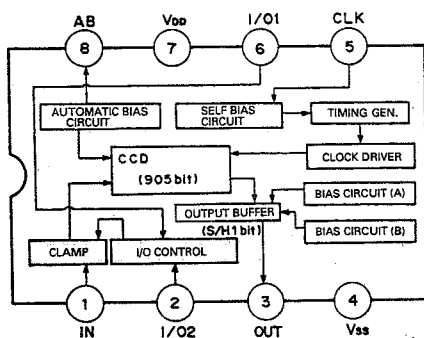 AB VDD I/O1 CLK
8 7 6 5
AUTOMATIC BIAS
CIRCUIT
SELF BIAS
CIRCUIT
TIMING GEN.
CCD
(905 bit)
CLOCK DRIVER
BIAS CIRCUIT (A)
OUTPUT BUFFER
(S/H 1 bit)
BIAS CIRCUIT (B)
CLAMP
I/O CONTROL
1 2 3 4
IN I/O2 OUT Vss